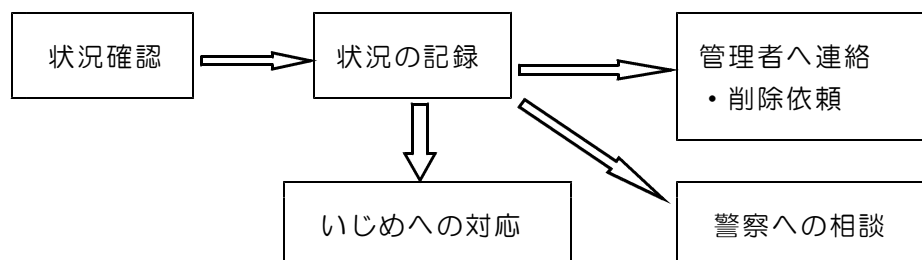 状況確認
状況の記録
管理者へ連絡
・削除依頼
いじめへの対応
警察への相談